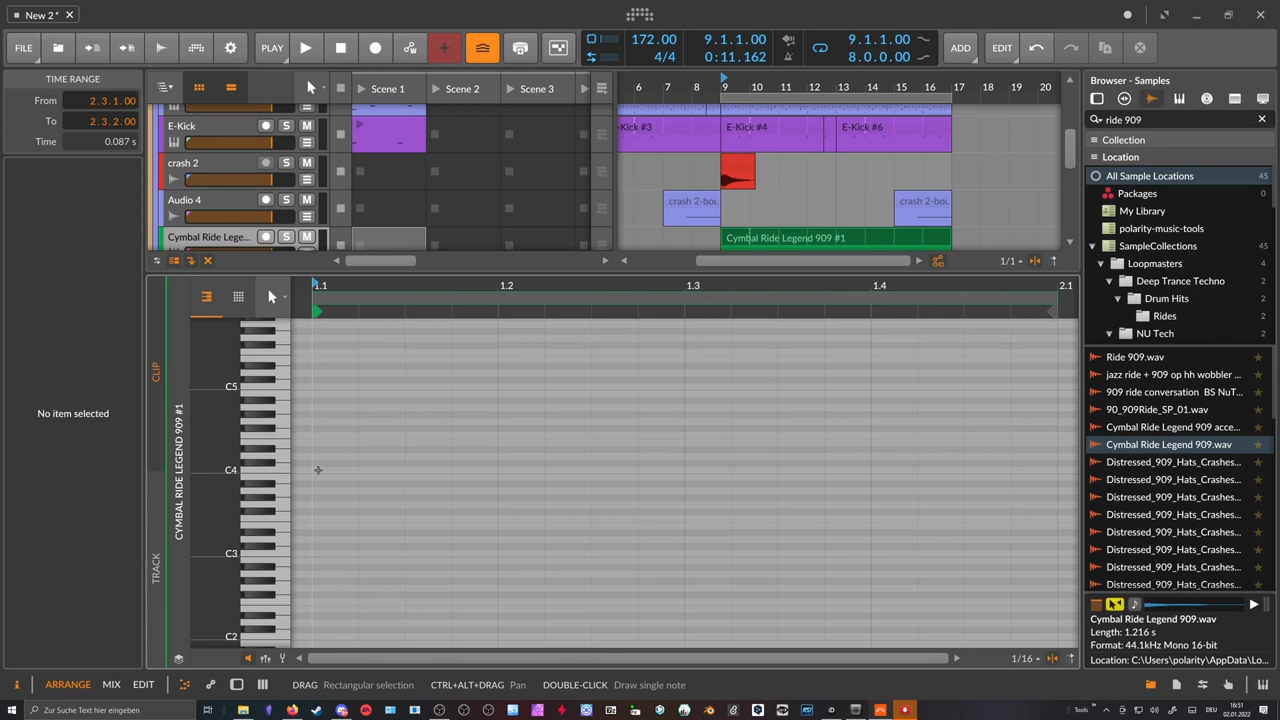 New 2*
FILE
PLAY
172.00
4/4
9.1.1.00
0:11.162
9.1.1.00
8.0.0.00
ADD
EDIT
TIME RANGE
From 2.3.1.00
To 2.3.2.00
Time 0.087 s
No item selected
Scene 1
Scene 2
Scene 3
6 7 8 9 10 11 12 13 14 15 16 17 18 19 20
E-Kick
S M
-Kick #3
E-Kick #4
E-Kick #6
crash 2
S M
Audio 4
S M
crash 2-bou
crash 2-bou
Cymbal Ride Lege...
S M
Cymbal Ride Legend 909 #1
1/1
1.1
1.2
1.3
1.4
2.1
CLIP
TRACK
CYMBAL RIDE LEGEND 909 #1
C5
C4
C3
C2
1/16
Browser - Samples
ride 909
Collection
Location
All Sample Locations 45
Packages 0
My Library
polarity-music-tools
SampleCollections 45
Loopmasters 4
Deep Trance Techno 2
Drum Hits 2
Rides 2
NU Tech 2
Ride 909.wav
jazz ride + 909 op hh wobbler ...
909 ride conversation BS NuT...
90_909Ride_SP_01.wav
Cymbal Ride Legend 909 acce...
Cymbal Ride Legend 909.wav
Distressed_909_Hats_Crashes...
Distressed_909_Hats_Crashes...
Distressed_909_Hats_Crashes...
Distressed_909_Hats_Crashes...
Distressed_909_Hats_Crashes...
Distressed_909_Hats_Crashes...
Distressed_909_Hats_Crashes...
Distressed_909_Hats_Crashes...
Cymbal Ride Legend 909.wav
Length: 1.216 s
Format: 44.1kHz Mono 16-bit
Location: C:\Users\polarity\AppData\Lo...
ARRANGE
MIX
EDIT
DRAG Rectangular selection
CTRL+ALT+DRAG Pan
DOUBLE-CLICK Draw single note
Zur Suche Text hier eingeben
Tools
DEU
16:51
02.01.2022